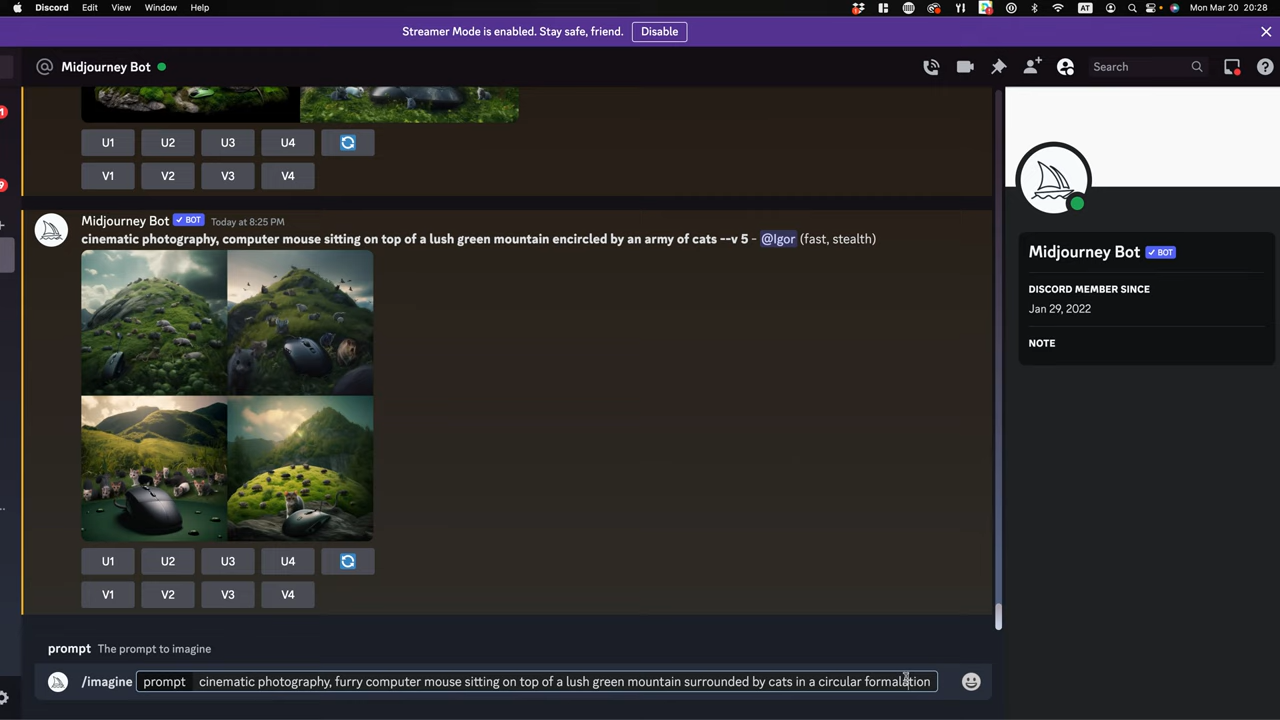 Discord Edit View Window Help AT Mon Mar 20 20:28
Streamer Mode is enabled. Stay safe, friend. Disable
@ Midjourney Bot Search
U1 U2 U3 U4
V1 V2 V3 V4
1
9
Midjourney Bot BOT Today at 8:25 PM
cinematic photography, computer mouse sitting on top of a lush green mountain encircled by an army of cats --v 5 - @Igor (fast, stealth)
U1 U2 U3 U4
V1 V2 V3 V4
prompt The prompt to imagine
/imagine prompt cinematic photography, furry computer mouse sitting on top of a lush green mountain surrounded by cats in a circular formalation
Midjourney Bot BOT
DISCORD MEMBER SINCE
Jan 29, 2022
NOTE